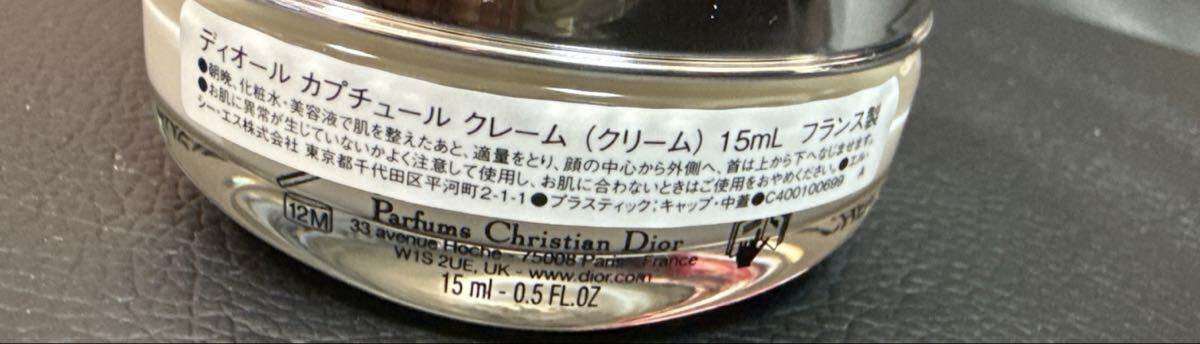 ディオール カプチュール クレーム（クリーム）15mL フランス製
●朝晩、化粧水・美容液で肌を整えたあと、適量をとり、顔の中心から外側へ、首は上から下へなじませます。
●お肌に異常が生じていないかよく注意して使用し、お肌に合わないときはご使用をおやめください。●エル・
シー・エス株式会社 東京都千代田区平河町2-1-1●プラスティック：キャップ・中蓋●C400100699 A
12M
Parfums Christian Dior
33 avenue Hoche - 75008 Paris - France
W1S 2UE, UK - www.dior.com
15 ml - 0.5 FL.OZ